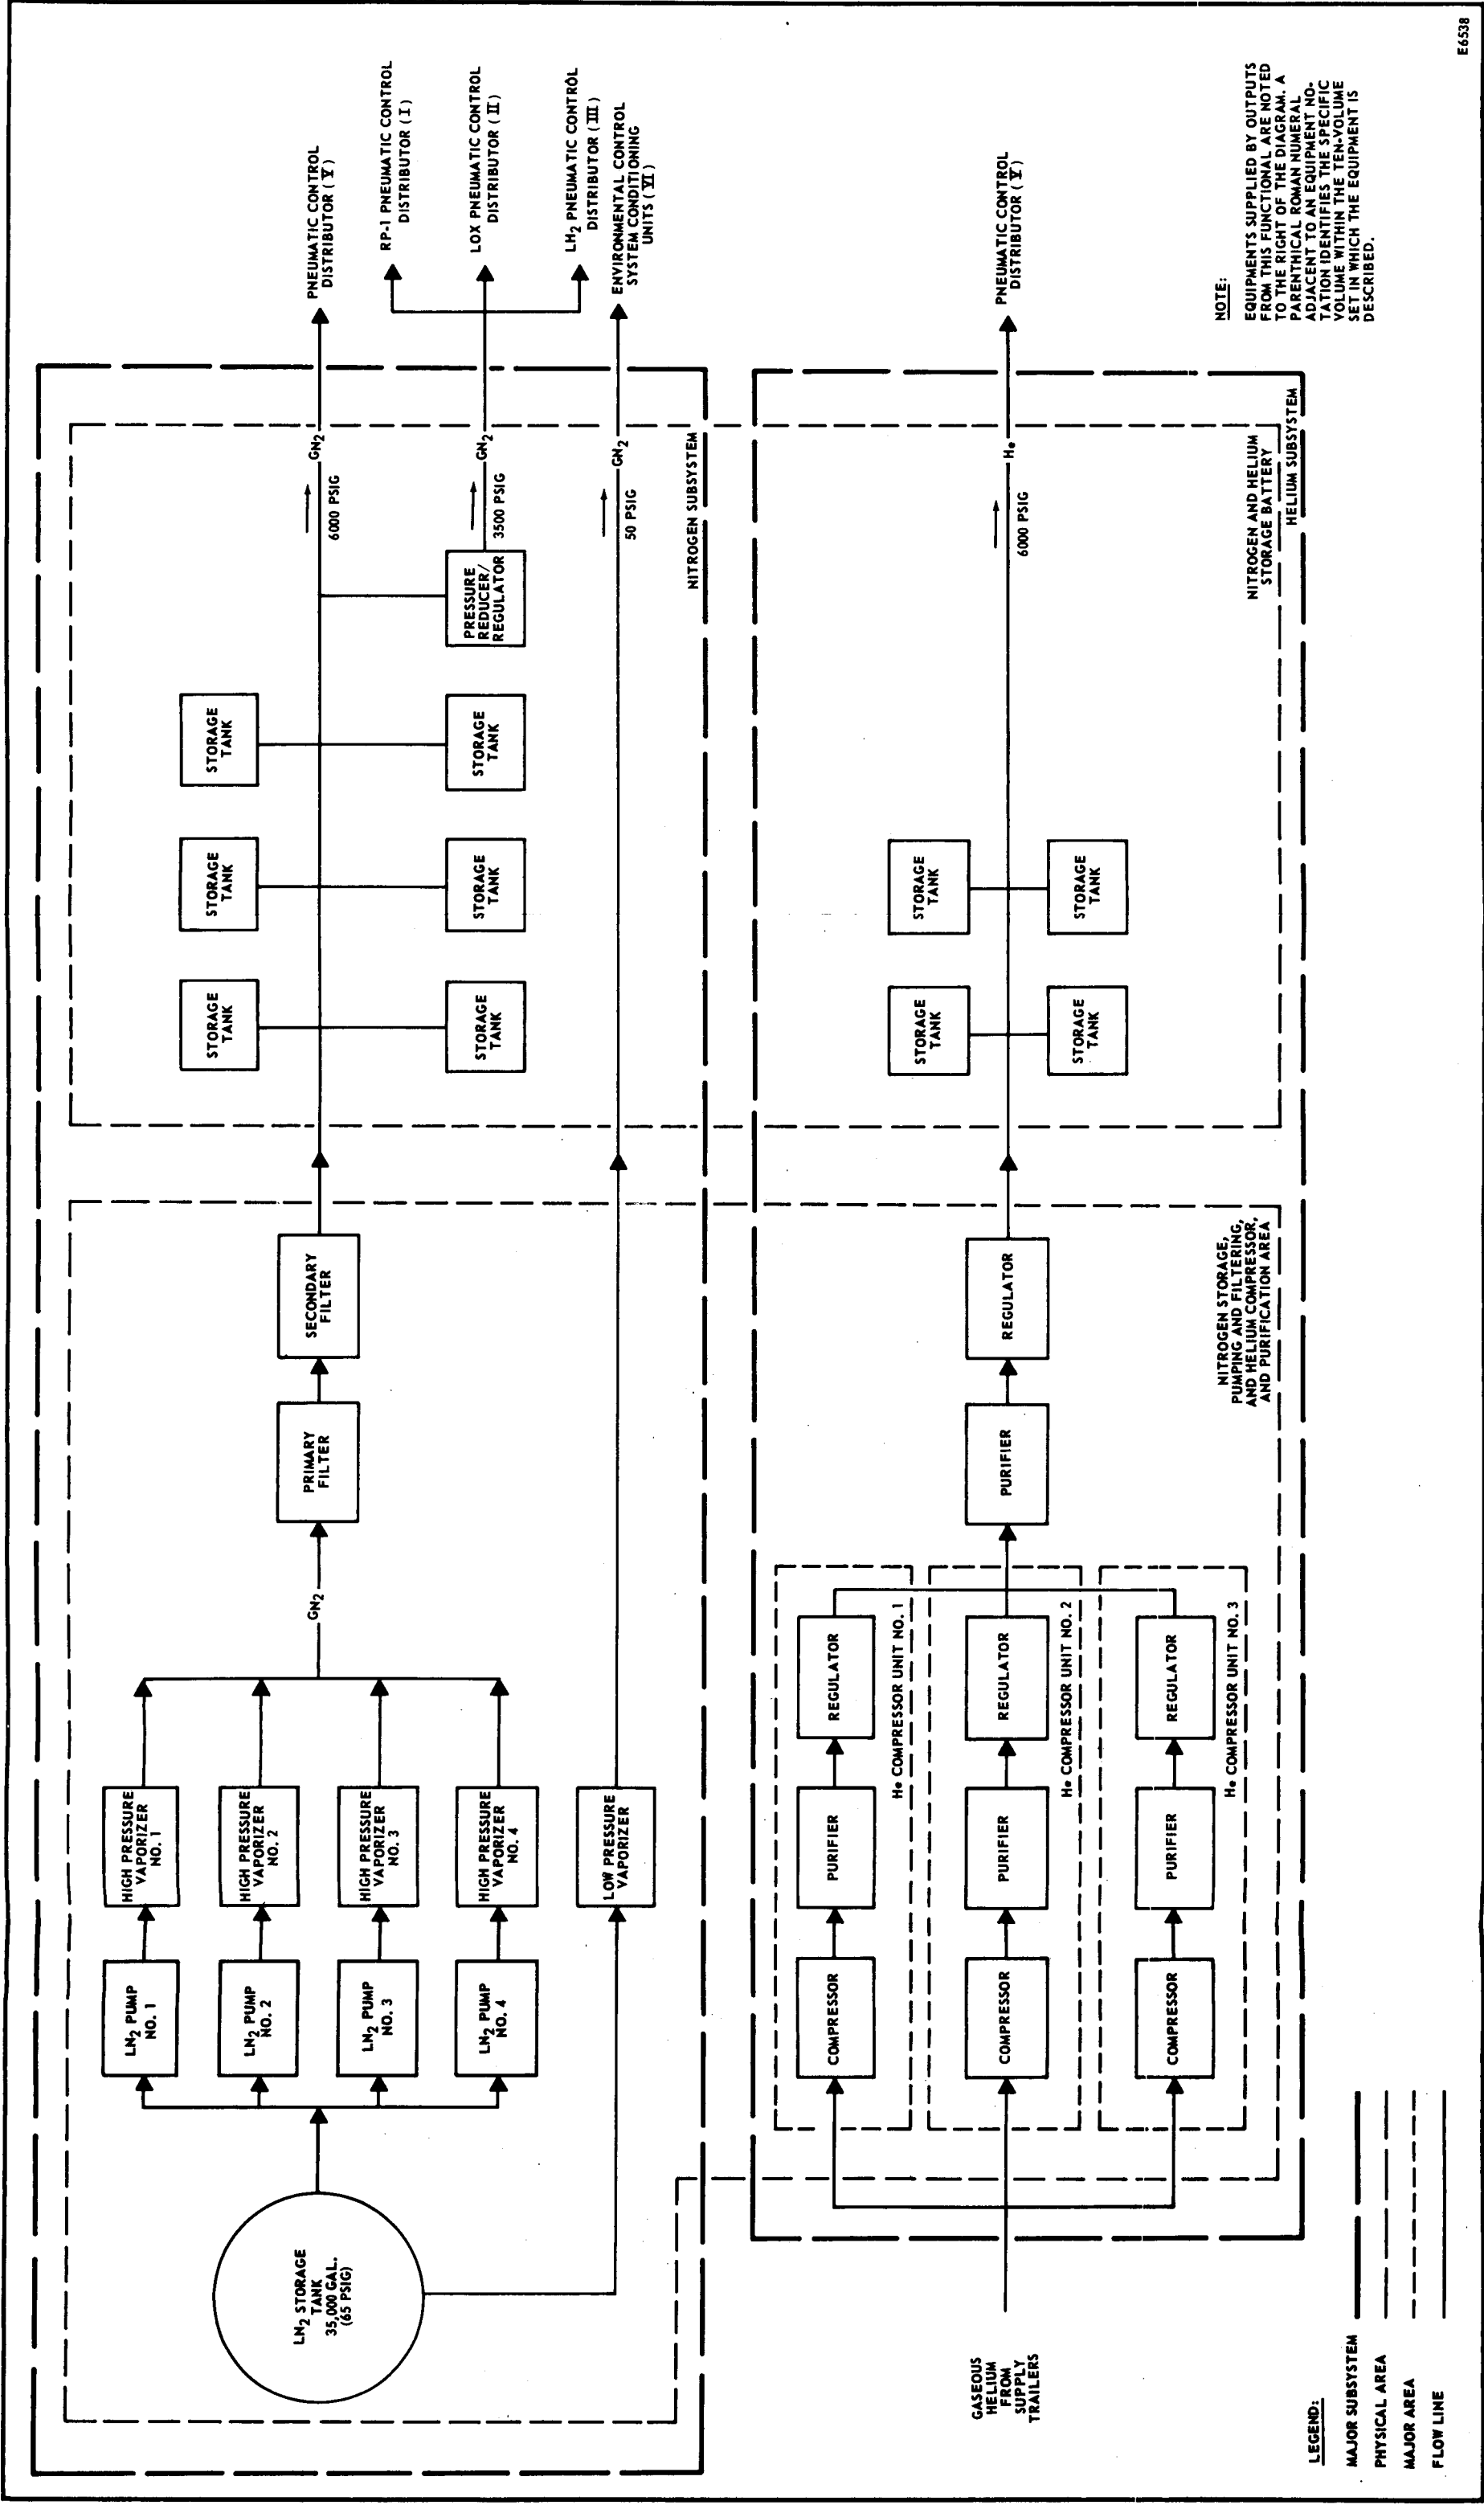 LN2 STORAGE
TANK
35,000 GAL.
(65 PSIG)
LN2 PUMP
NO. 1
LN2 PUMP
NO. 2
LN2 PUMP
NO. 3
LN2 PUMP
NO. 4
HIGH PRESSURE
VAPORIZER
NO. 1
HIGH PRESSURE
VAPORIZER
NO. 2
HIGH PRESSURE
VAPORIZER
NO. 3
HIGH PRESSURE
VAPORIZER
NO. 4
LOW PRESSURE
VAPORIZER
GN2
PRIMARY
FILTER
SECONDARY
FILTER
STORAGE
TANK
STORAGE
TANK
STORAGE
TANK
STORAGE
TANK
STORAGE
TANK
STORAGE
TANK
PRESSURE
REDUCER/
REGULATOR
GN2
6000 PSIG
GN2
3500 PSIG
GN2
50 PSIG
NITROGEN SUBSYSTEM
PNEUMATIC CONTROL
DISTRIBUTOR (V)
RP-1 PNEUMATIC CONTROL
DISTRIBUTOR (I)
LOX PNEUMATIC CONTROL
DISTRIBUTOR (II)
LH2 PNEUMATIC CONTROL
DISTRIBUTOR (III)
ENVIRONMENTAL CONTROL
SYSTEM CONDITIONING
UNITS (VI)
GASEOUS
HELIUM
FROM
SUPPLY
TRAILERS
COMPRESSOR
PURIFIER
REGULATOR
He COMPRESSOR UNIT NO. 1
COMPRESSOR
PURIFIER
REGULATOR
He COMPRESSOR UNIT NO. 2
COMPRESSOR
PURIFIER
REGULATOR
He COMPRESSOR UNIT NO. 3
PURIFIER
REGULATOR
NITROGEN STORAGE,
PUMPING AND FILTERING,
AND HELIUM COMPRESSOR,
AND PURIFICATION AREA
STORAGE
TANK
STORAGE
TANK
STORAGE
TANK
STORAGE
TANK
He
6000 PSIG
NITROGEN AND HELIUM
STORAGE BATTERY
HELIUM SUBSYSTEM
PNEUMATIC CONTROL
DISTRIBUTOR (V)
NOTE:
EQUIPMENTS SUPPLIED BY OUTPUTS
FROM THIS FUNCTIONAL ARE NOTED
TO THE RIGHT OF THE DIAGRAM. A
PARENTHICAL ROMAN NUMERAL
ADJACENT TO AN EQUIPMENT NO-
TATION IDENTIFIES THE SPECIFIC
VOLUME WITHIN THE TEN-VOLUME
SET IN WHICH THE EQUIPMENT IS
DESCRIBED.
LEGEND:
MAJOR SUBSYSTEM
PHYSICAL AREA
MAJOR AREA
FLOW LINE
E6538